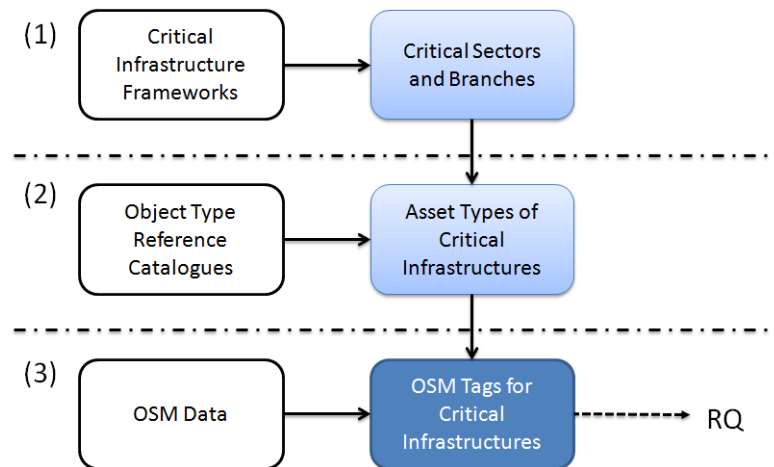 (1)
Critical
Infrastructure
Frameworks
Critical Sectors
and Branches
(2)
Object Type
Reference
Catalogues
Asset Types of
Critical
Infrastructures
(3)
OSM Data
OSM Tags for
Critical
Infrastructures
RQ